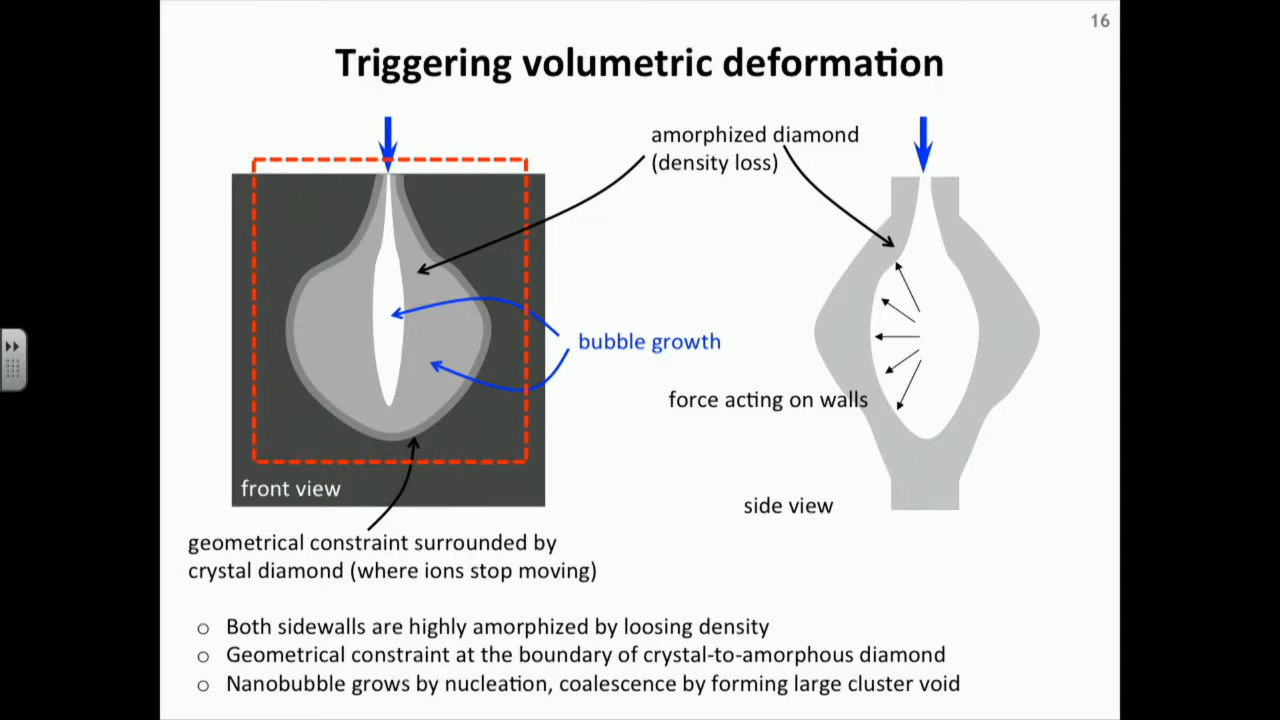 16
Triggering volumetric deformation
amorphized diamond
(density loss)
bubble growth
force acting on walls
front view
side view
geometrical constraint surrounded by
crystal diamond (where ions stop moving)
o Both sidewalls are highly amorphized by loosing density
o Geometrical constraint at the boundary of crystal-to-amorphous diamond
o Nanobubble grows by nucleation, coalescence by forming large cluster void